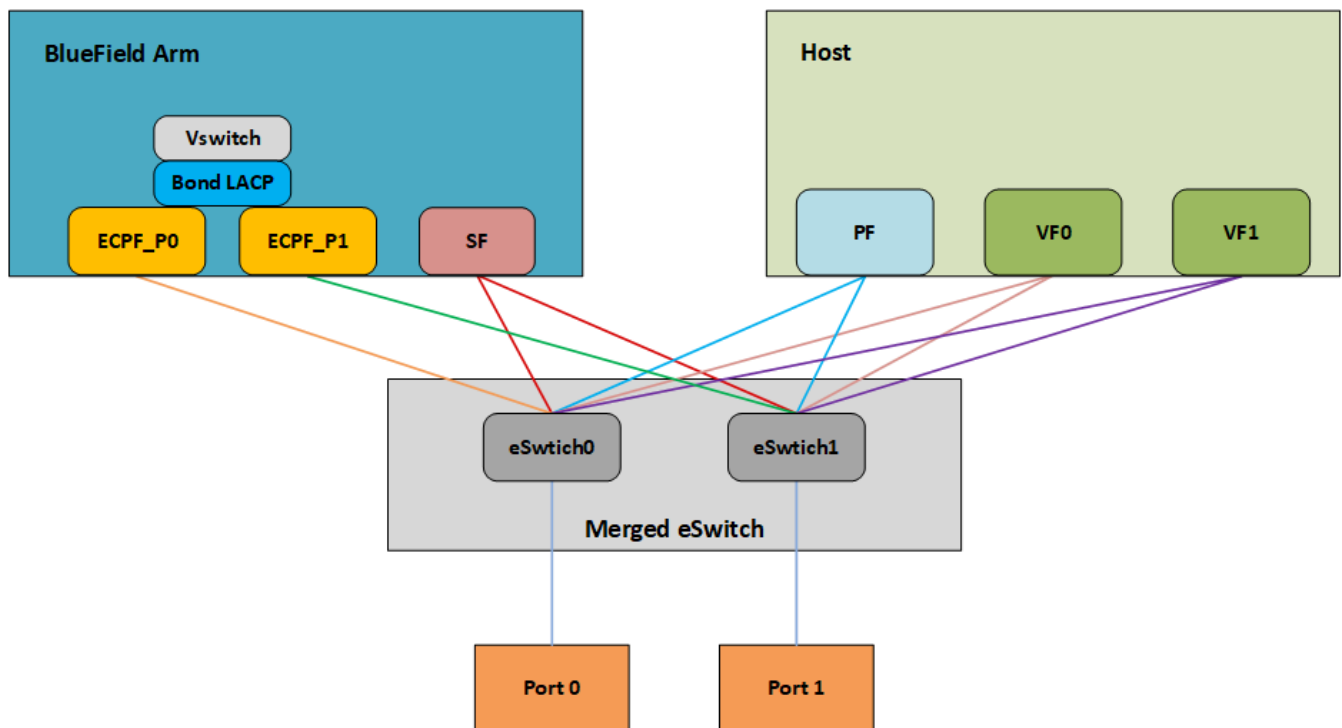 BlueField Arm
Host
Vswitch
Bond LACP
ECPF_P0
ECPF_P1
SF
PF
VF0
VF1
eSwtich0
eSwtich1
Merged eSwitch
Port 0
Port 1